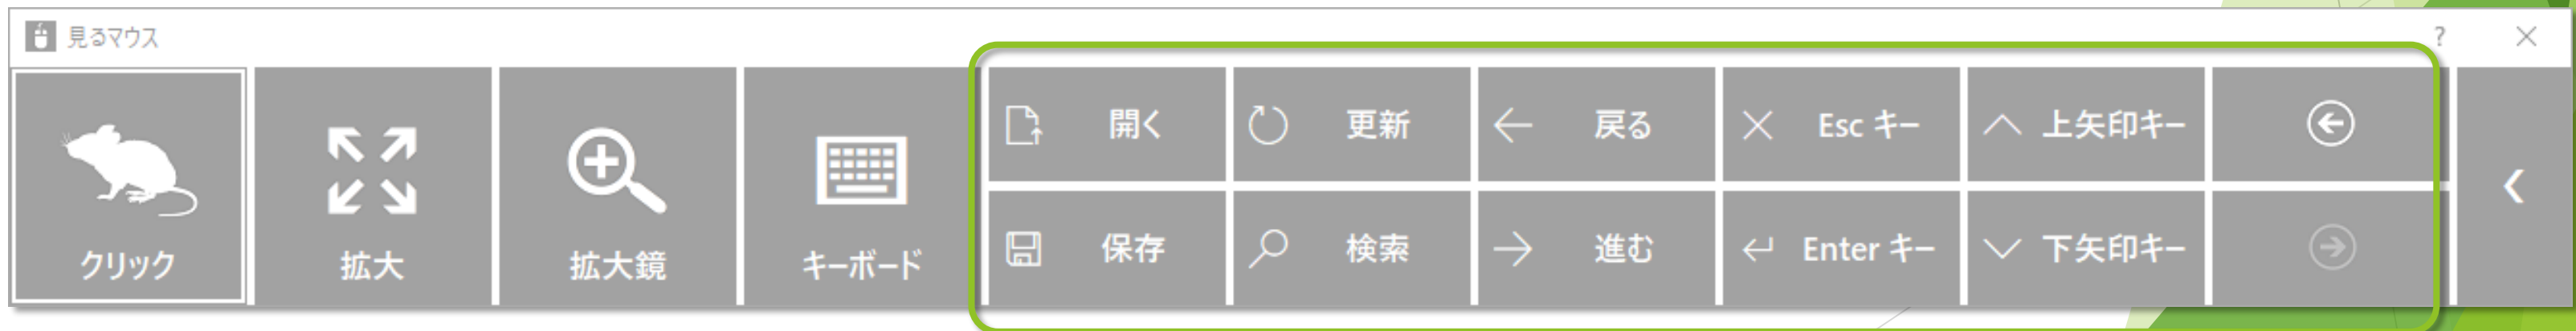 見るマウス
?
クリック
拡大
拡大鏡
キーボード
開く
更新
戻る
Esc キー
上矢印キー
保存
検索
進む
Enter キー
下矢印キー